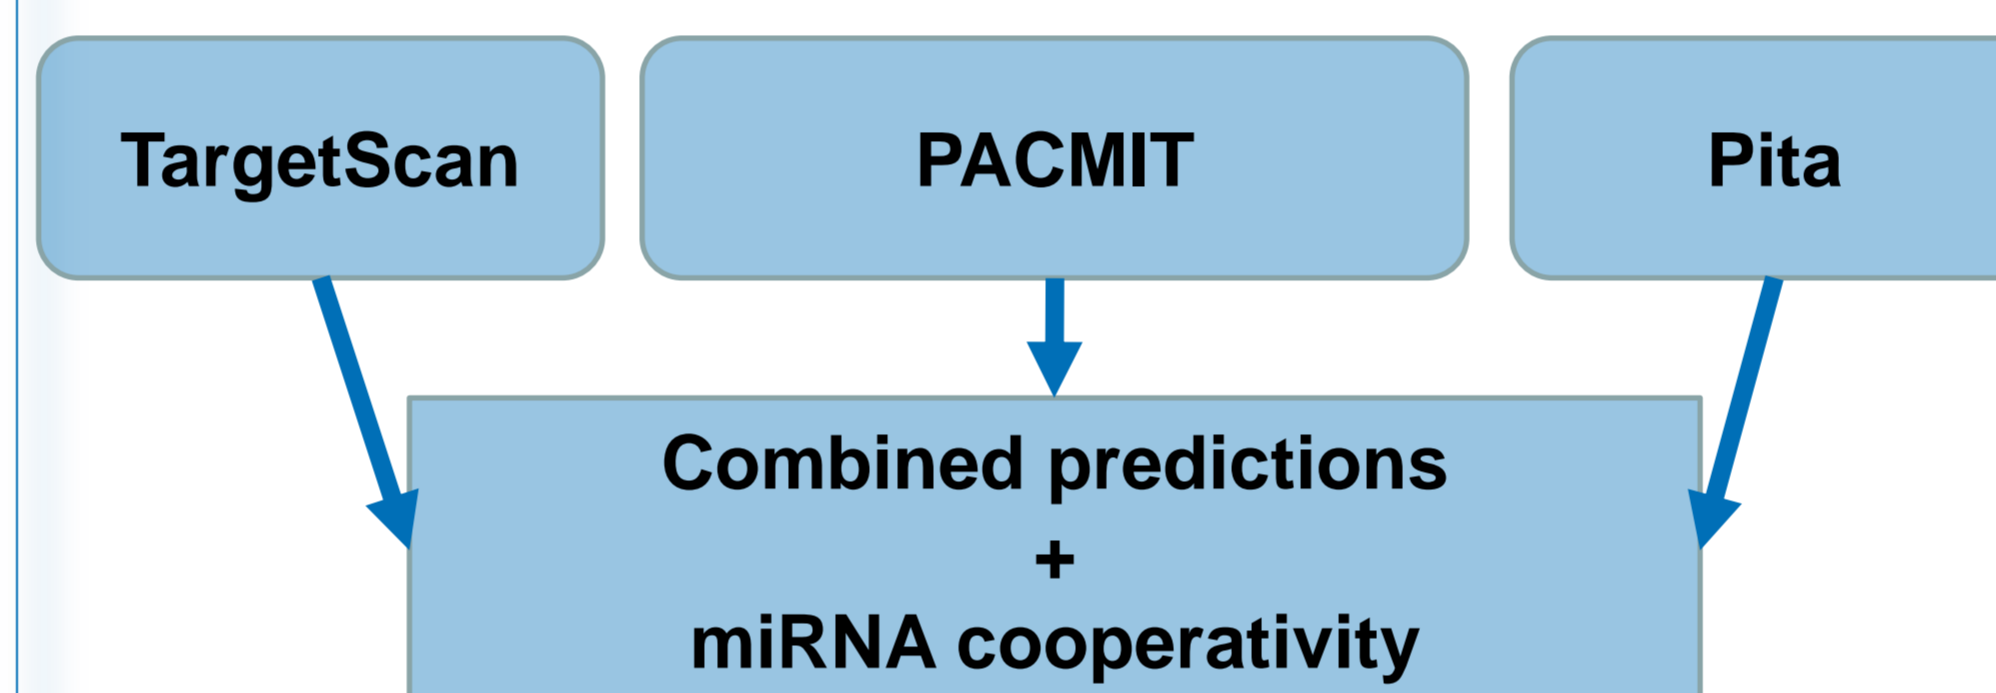 TargetScan
PACMIT
Pita
Combined predictions
+
miRNA cooperativity